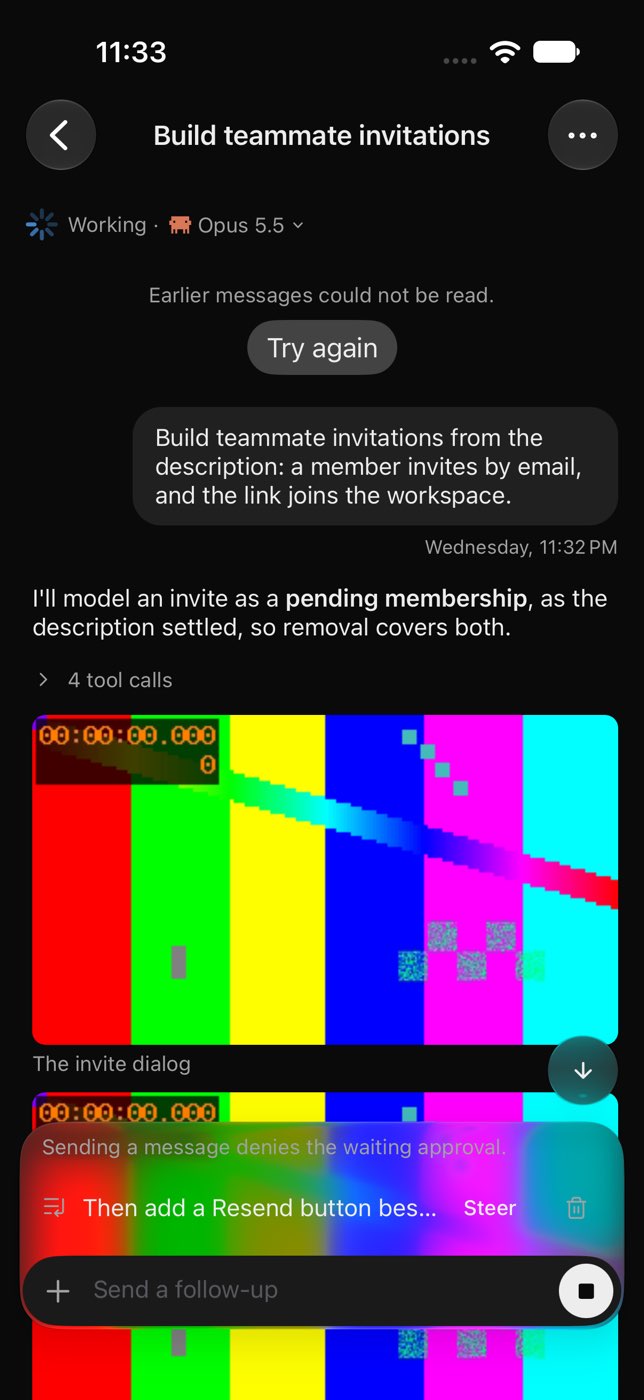 11:33
Build teammate invitations
Working · Opus 5.5
Earlier messages could not be read.
Try again
Build teammate invitations from the
description: a member invites by email,
and the link joins the workspace.
Wednesday, 11:32 PM
I'll model an invite as a pending membership, as the
description settled, so removal covers both.
4 tool calls
00:00:00.000
0
The invite dialog
00:00:00.000
Sending a message denies the waiting approval.
Then add a Resend button bes... Steer
Send a follow-up